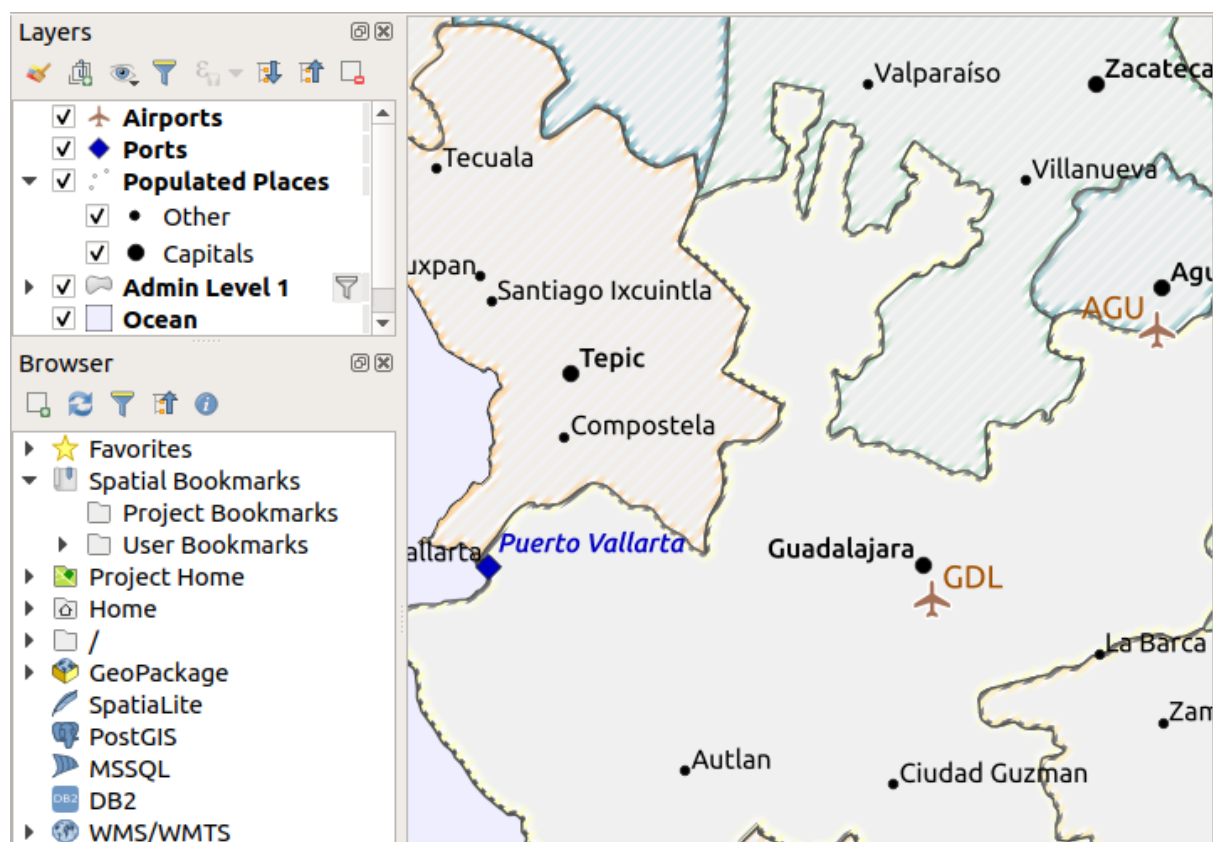 Layers
Airports
Ports
Populated Places
Other
Capitals
Admin Level 1
Ocean
Browser
Favorites
Spatial Bookmarks
Project Bookmarks
User Bookmarks
Project Home
Home
/
GeoPackage
SpatiaLite
PostGIS
MSSQL
DB2
DB2
WMS/WMTS
Valparaíso
Zacateca
Tecuala
Villanueva
uxpan
Santiago Ixcuintla
Agu
AGU
Tepic
Compostela
allarta
Puerto Vallarta
Guadalajara
GDL
La Barca
Zam
Autlan
Ciudad Guzman